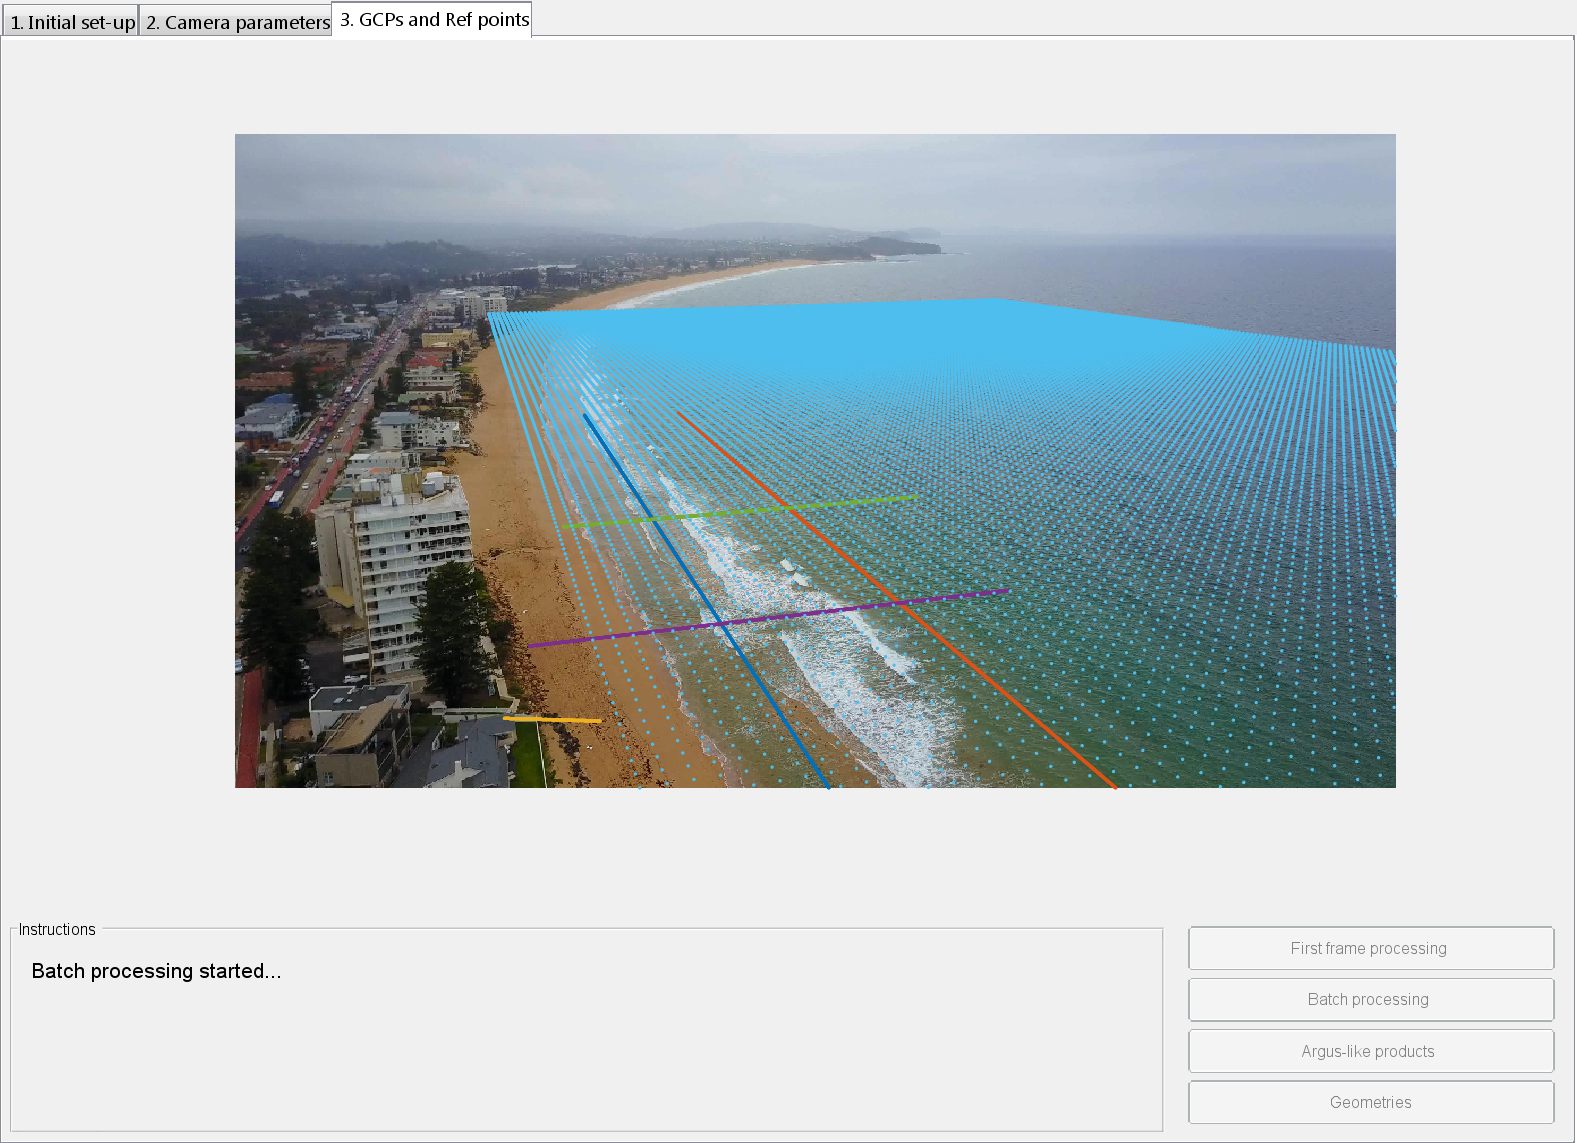 1. Initial set-up
2. Camera parameters
3. GCPs and Ref points
Instructions
Batch processing started...
First frame processing
Batch processing
Argus-like products
Geometries